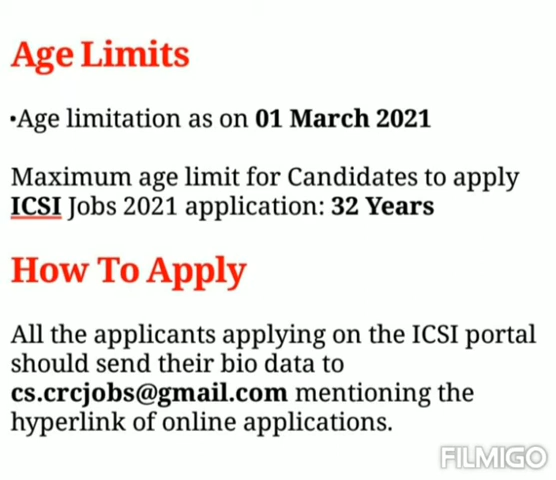 Age Limits
•Age limitation as on 01 March 2021
Maximum age limit for Candidates to apply
ICSI Jobs 2021 application: 32 Years
How To Apply
All the applicants applying on the ICSI portal
should send their bio data to
cs.crcjobs@gmail.com mentioning the
hyperlink of online applications.
FILMIGO